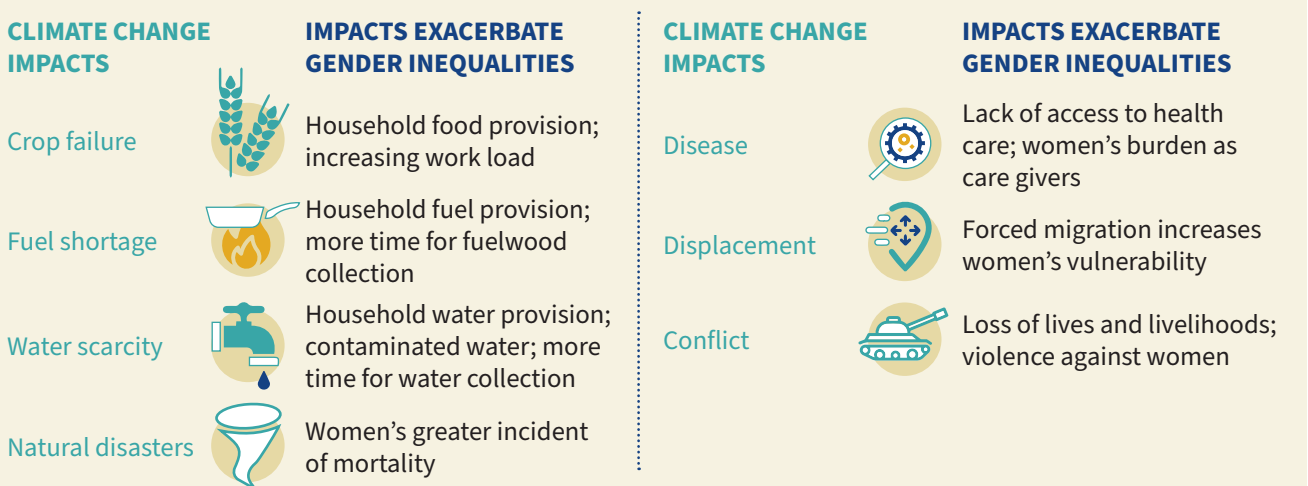 CLIMATE CHANGE
IMPACTS
IMPACTS EXACERBATE
GENDER INEQUALITIES
Crop failure
Household food provision;
increasing work load
Fuel shortage
Household fuel provision;
more time for fuelwood
collection
Water scarcity
Household water provision;
contaminated water; more
time for water collection
Natural disasters
Women’s greater incident
of mortality
CLIMATE CHANGE
IMPACTS
IMPACTS EXACERBATE
GENDER INEQUALITIES
Disease
Lack of access to health
care; women’s burden as
care givers
Displacement
Forced migration increases
women’s vulnerability
Conflict
Loss of lives and livelihoods;
violence against women